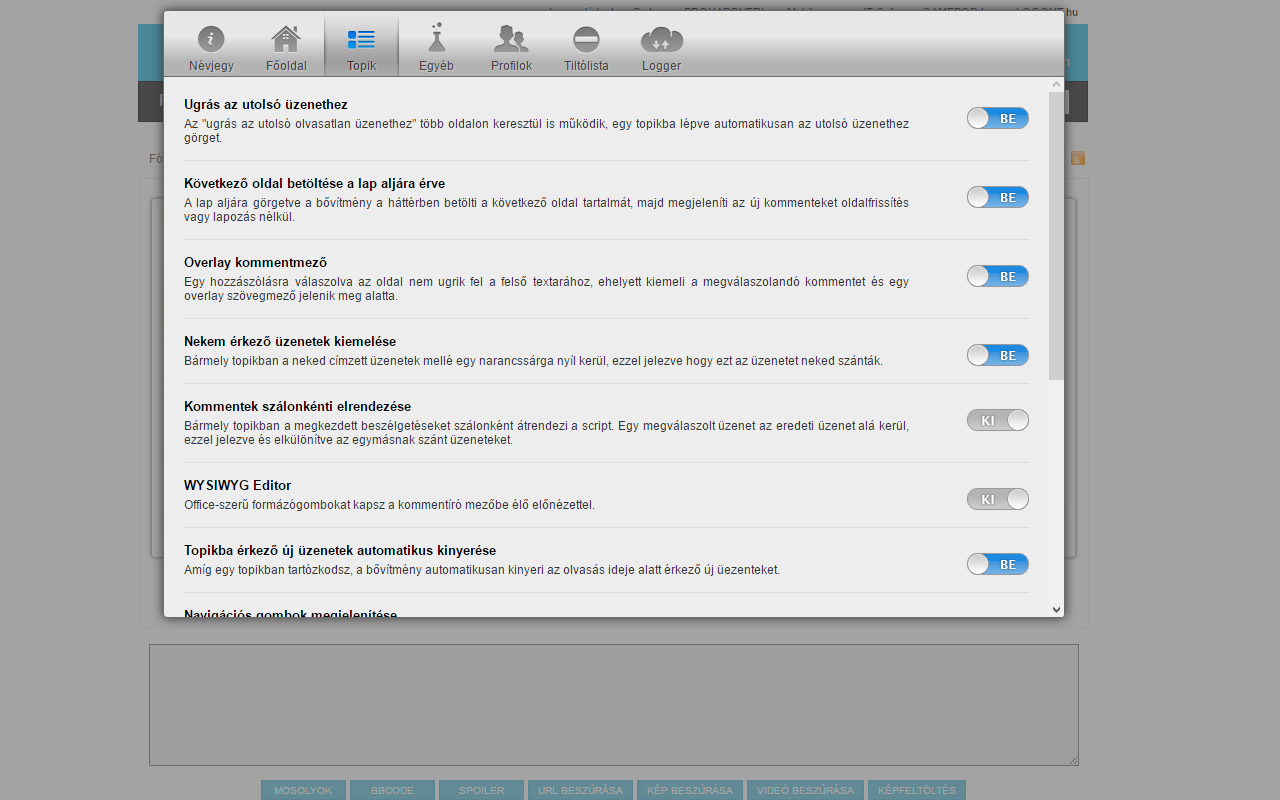 hu
Névjegy Főoldal Topik Egyéb Profilok Tiltólista Logger
Ugrás az utolsó üzenethez
Az "ugrás az utolsó olvasatlan üzenethez" több oldalon keresztül is működik, egy topikba lépve automatikusan az utolsó üzenethez
görget.
BE
Fó
Következő oldal betöltése a lap aljára érve
A lap aljára görgetve a bővítmény a háttérben betölti a következő oldal tartalmát, majd megjeleníti az új kommenteket oldalfrissítés
vagy lapozás nélkül.
BE
Overlay kommentmező
Egy hozzászólásra válaszolva az oldal nem ugrik fel a felső textarához, ehelyett kiemeli a megválaszolandó kommentet és egy
overlay szövegmező jelenik meg alatta.
BE
Nekem érkező üzenetek kiemelése
Bármely topikban a neked címzett üzenetek mellé egy narancssárga nyíl kerül, ezzel jelezve hogy ezt az üzenetet neked szánták.
BE
Kommentek szálonkénti elrendezése
Bármely topikban a megkezdett beszélgetéseket szálonként átrendezi a script. Egy megválaszolt üzenet az eredeti üzenet alá kerül,
ezzel jelezve és elkülönítve az egymásnak szánt üzeneteket.
KI
WYSIWYG Editor
Office-szerű formázógombokat kapsz a kommentíró mezőbe élő előnézettel.
KI
Topikba érkező új üzenetek automatikus kinyerése
Amíg egy topikban tartózkodsz, a bővítmény automatikusan kinyeri az olvasás ideje alatt érkező új üezenteket.
BE
Navigációs gombok megjelenítése
MOSOLYOK BBCODE SPOILER URL BESZÚRÁSA KÉP BESZÚRÁSA VIDEÓ BESZÚRÁSA KÉPFELTÖLTÉS